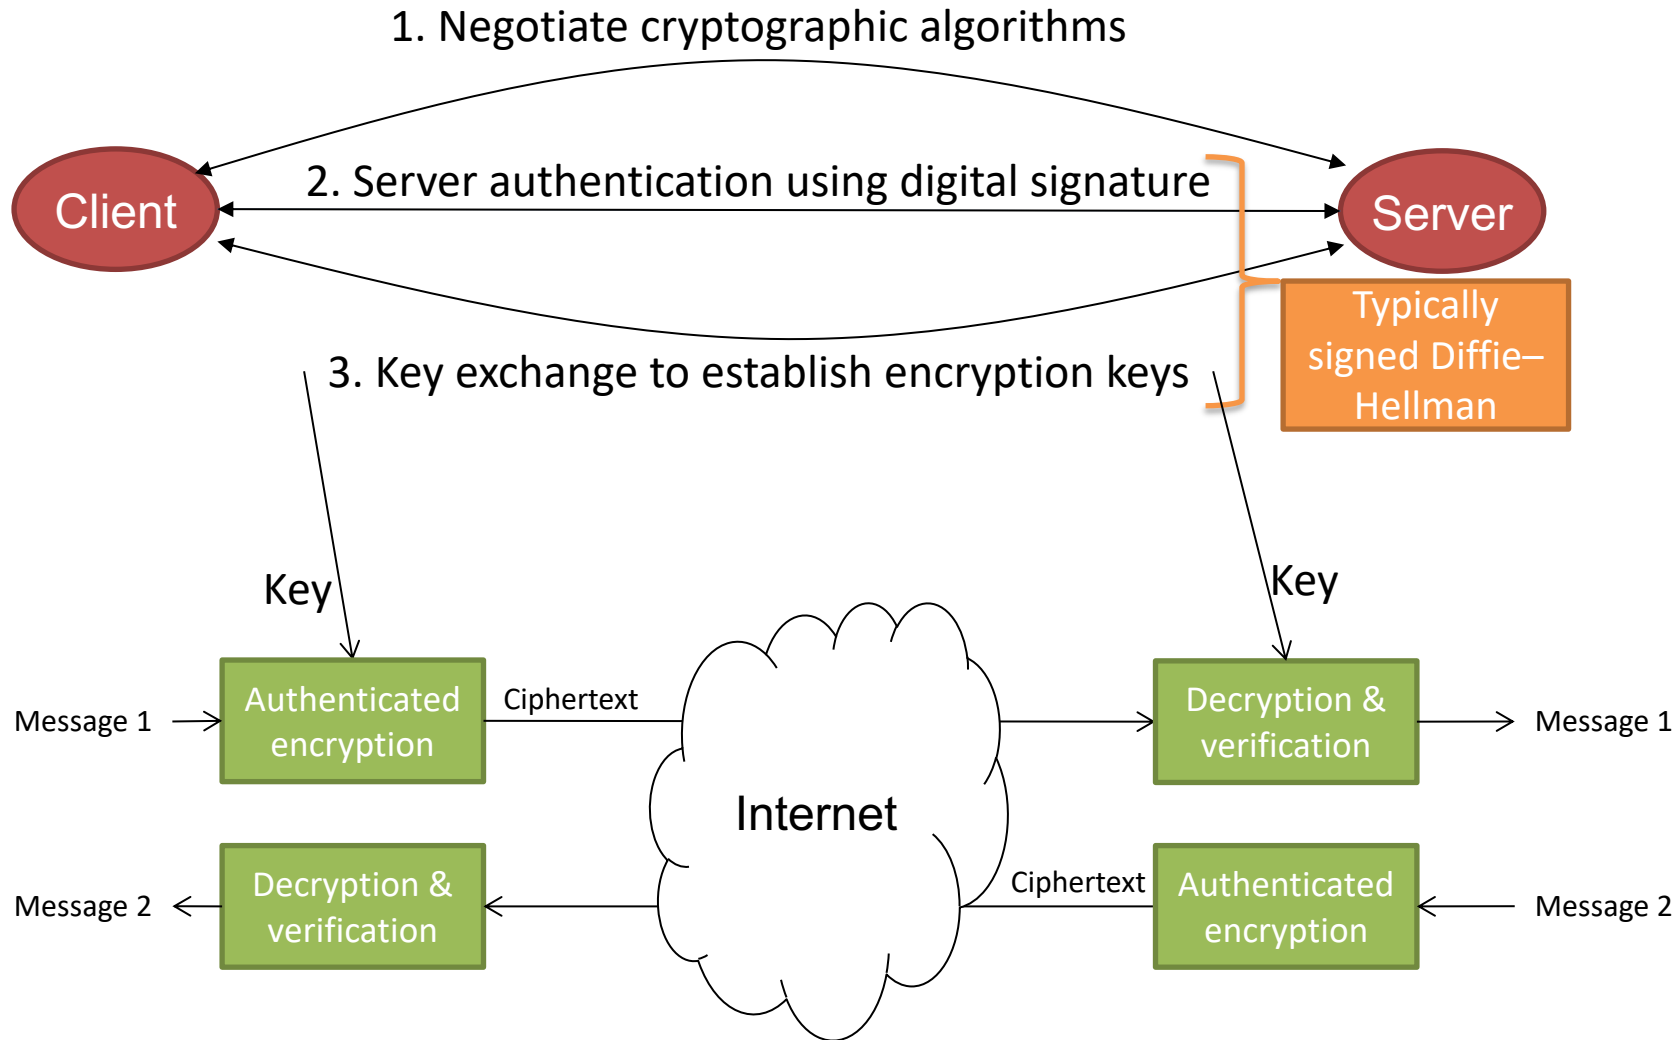 1. Negotiate cryptographic algorithms
2. Server authentication using digital signature
Client
Server
Typically
signed Diffie–
Hellman
3. Key exchange to establish encryption keys
Key
Key
Message 1
Authenticated
encryption
Ciphertext
Decryption &
verification
Message 1
Internet
Message 2
Decryption &
verification
Ciphertext
Authenticated
encryption
Message 2